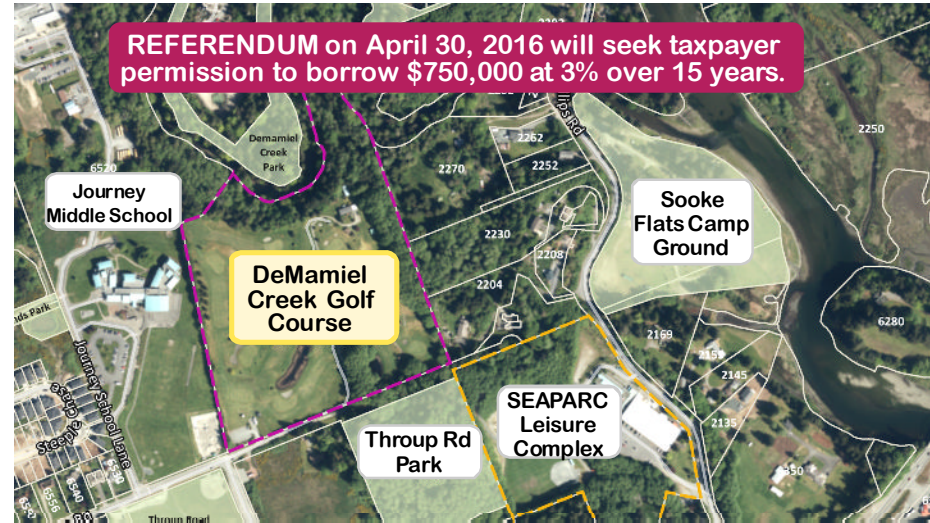 REFERENDUM on April 30, 2016 will seek taxpayer
permission to borrow $750,000 at 3% over 15 years.
2262
2250
Demamiel
Creek
Park
6520
2270
2252
Journey
Middle School
Sooke
Flats Camp
Ground
2230
2208
DeMamiel
Creek Golf
Course
2204
6280
2169
2145
2135
SEAPARC
Leisure
Complex
Throup Rd
Park
Journey School Lane
Steeple Chase
6530
6540
6556
Throup Road